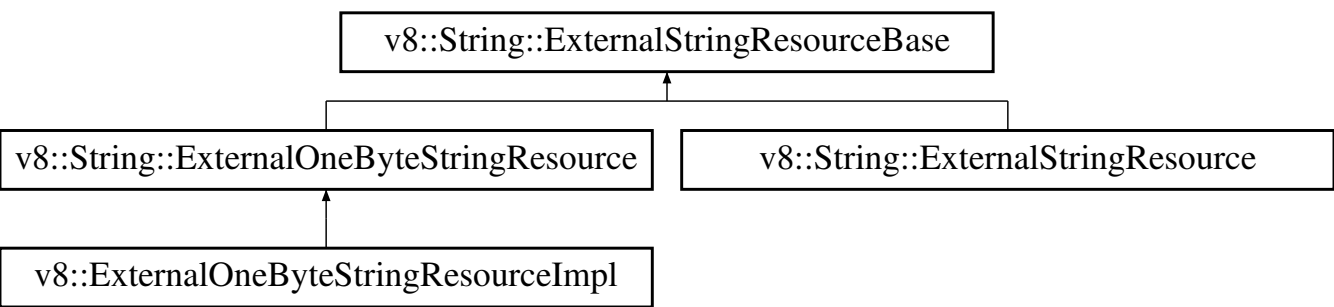 v8::String::ExternalStringResourceBase
v8::String::ExternalOneByteStringResource
v8::String::ExternalStringResource
v8::ExternalOneByteStringResourceImpl